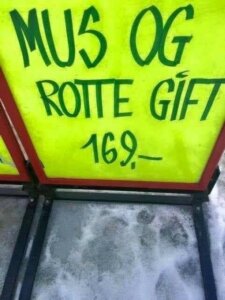 MUS OG
ROTTE GIFT
169,-